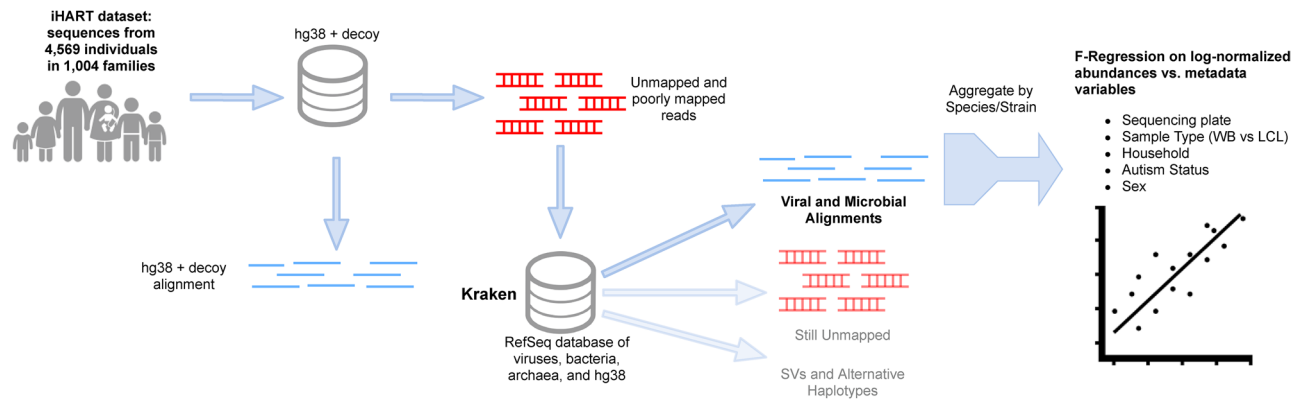 iHART dataset:
sequences from
4,569 individuals
in 1,004 families
hg38 + decoy
Unmapped and
poorly mapped
reads
hg38 + decoy
alignment
Kraken
RefSeq database of
viruses, bacteria,
archaea, and hg38
Viral and Microbial
Alignments
Still Unmapped
SVs and Alternative
Haplotypes
Aggregate by
Species/Strain
F-Regression on log-normalized
abundances vs. metadata
variables
• Sequencing plate
• Sample Type (WB vs LCL)
• Household
• Autism Status
• Sex